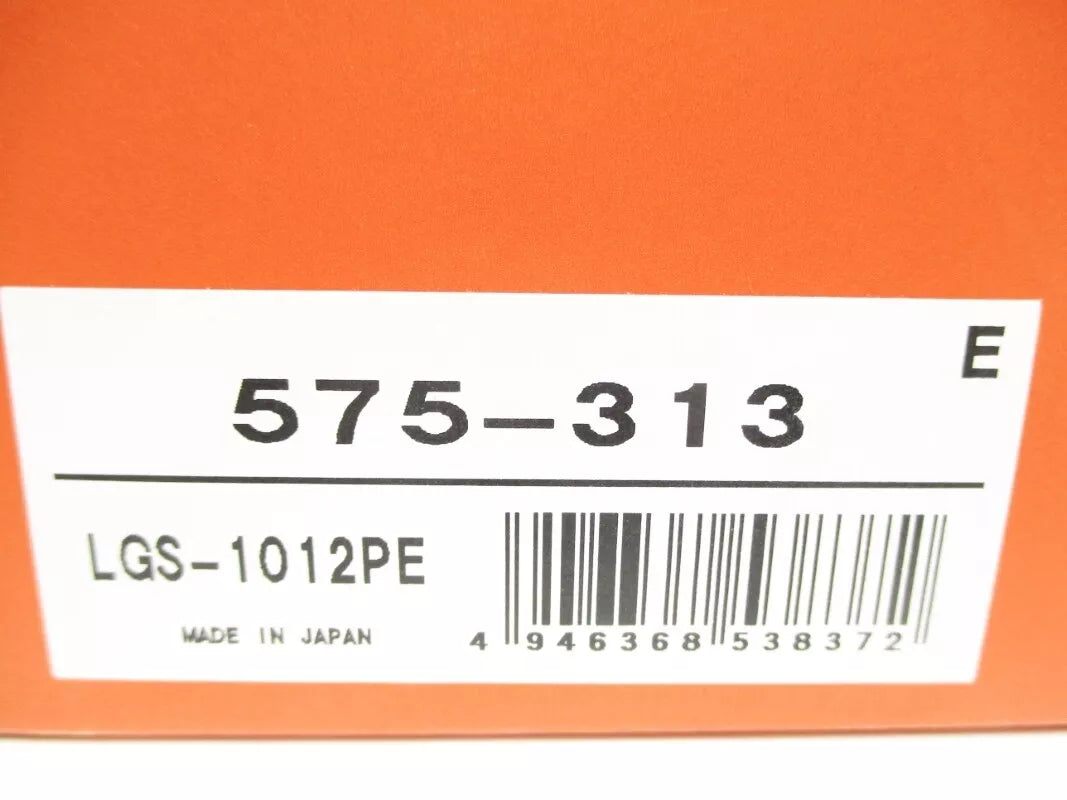 E
575-313
LGS-1012PE
MADE IN JAPAN
4 946368 538372